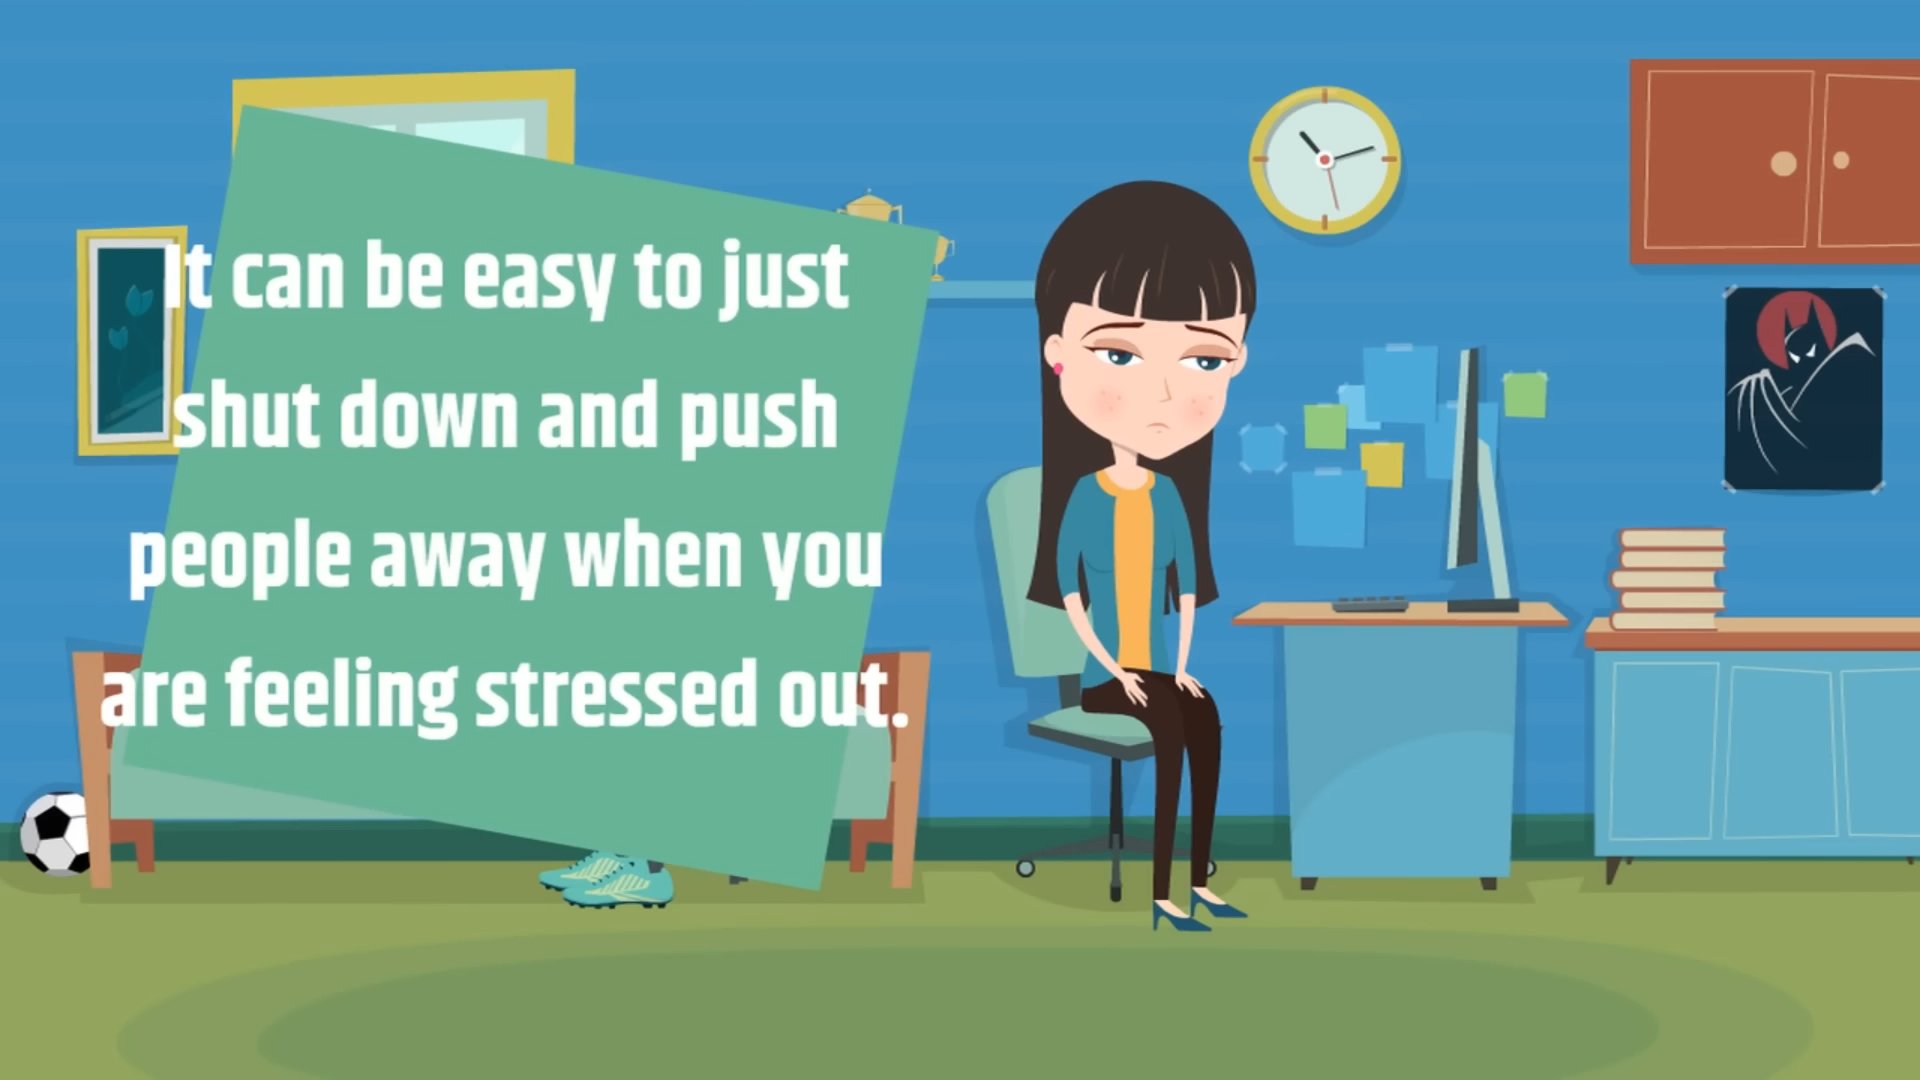 It can be easy to just
shut down and push
people away when you
are feeling stressed out.